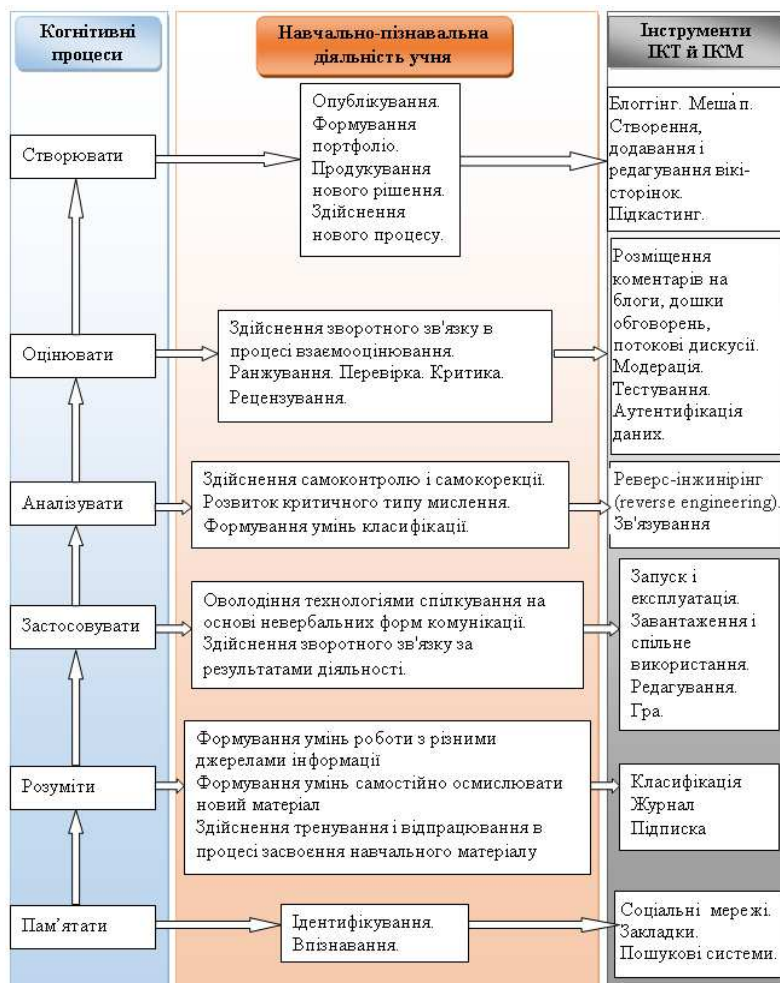 Когнітивні
процеси
Навчально-пізнавальна
діяльність учня
Інструменти
ІКТ й ІКМ
Створювати
Опублікування.
Формування
портфоліо.
Продукування
нового рішення.
Здійснення
нового процесу.
Блоггінг. Мешап.
Створення,
додавання і
редагування вікі-
сторінок.
Підкастинг.
Оцінювати
Здійснення зворотного зв'язку в
процесі взаємооцінювання.
Ранжування. Перевірка. Критика.
Рецензування.
Розміщення
коментарів на
блоги, дошки
обговорень,
потокові дискусії.
Модерація.
Тестування.
Аутентифікація
даних.
Аналізувати
Здійснення самоконтролю і самокорекції.
Розвиток критичного типу мислення.
Формування умінь класифікації.
Реверс-інжинірінг
(reverse engineering).
Зв'язування
Застосовувати
Оволодіння технологіями спілкування на
основі невербальних форм комунікації.
Здійснення зворотного зв'язку за
результатами діяльності.
Запуск і
експлуатація.
Завантаження і
спільне
використання.
Редагування.
Гра.
Розуміти
Формування умінь роботи з різними
джерелами інформації
Формування умінь самостійно осмислювати
новий матеріал
Здійснення тренування і відпрацювання в
процесі засвоєння навчального матеріалу
Класифікація
Журнал
Підписка
Пам'ятати
Ідентифікування.
Впізнавання.
Соціальні мережі.
Закладки.
Пошукові системи.